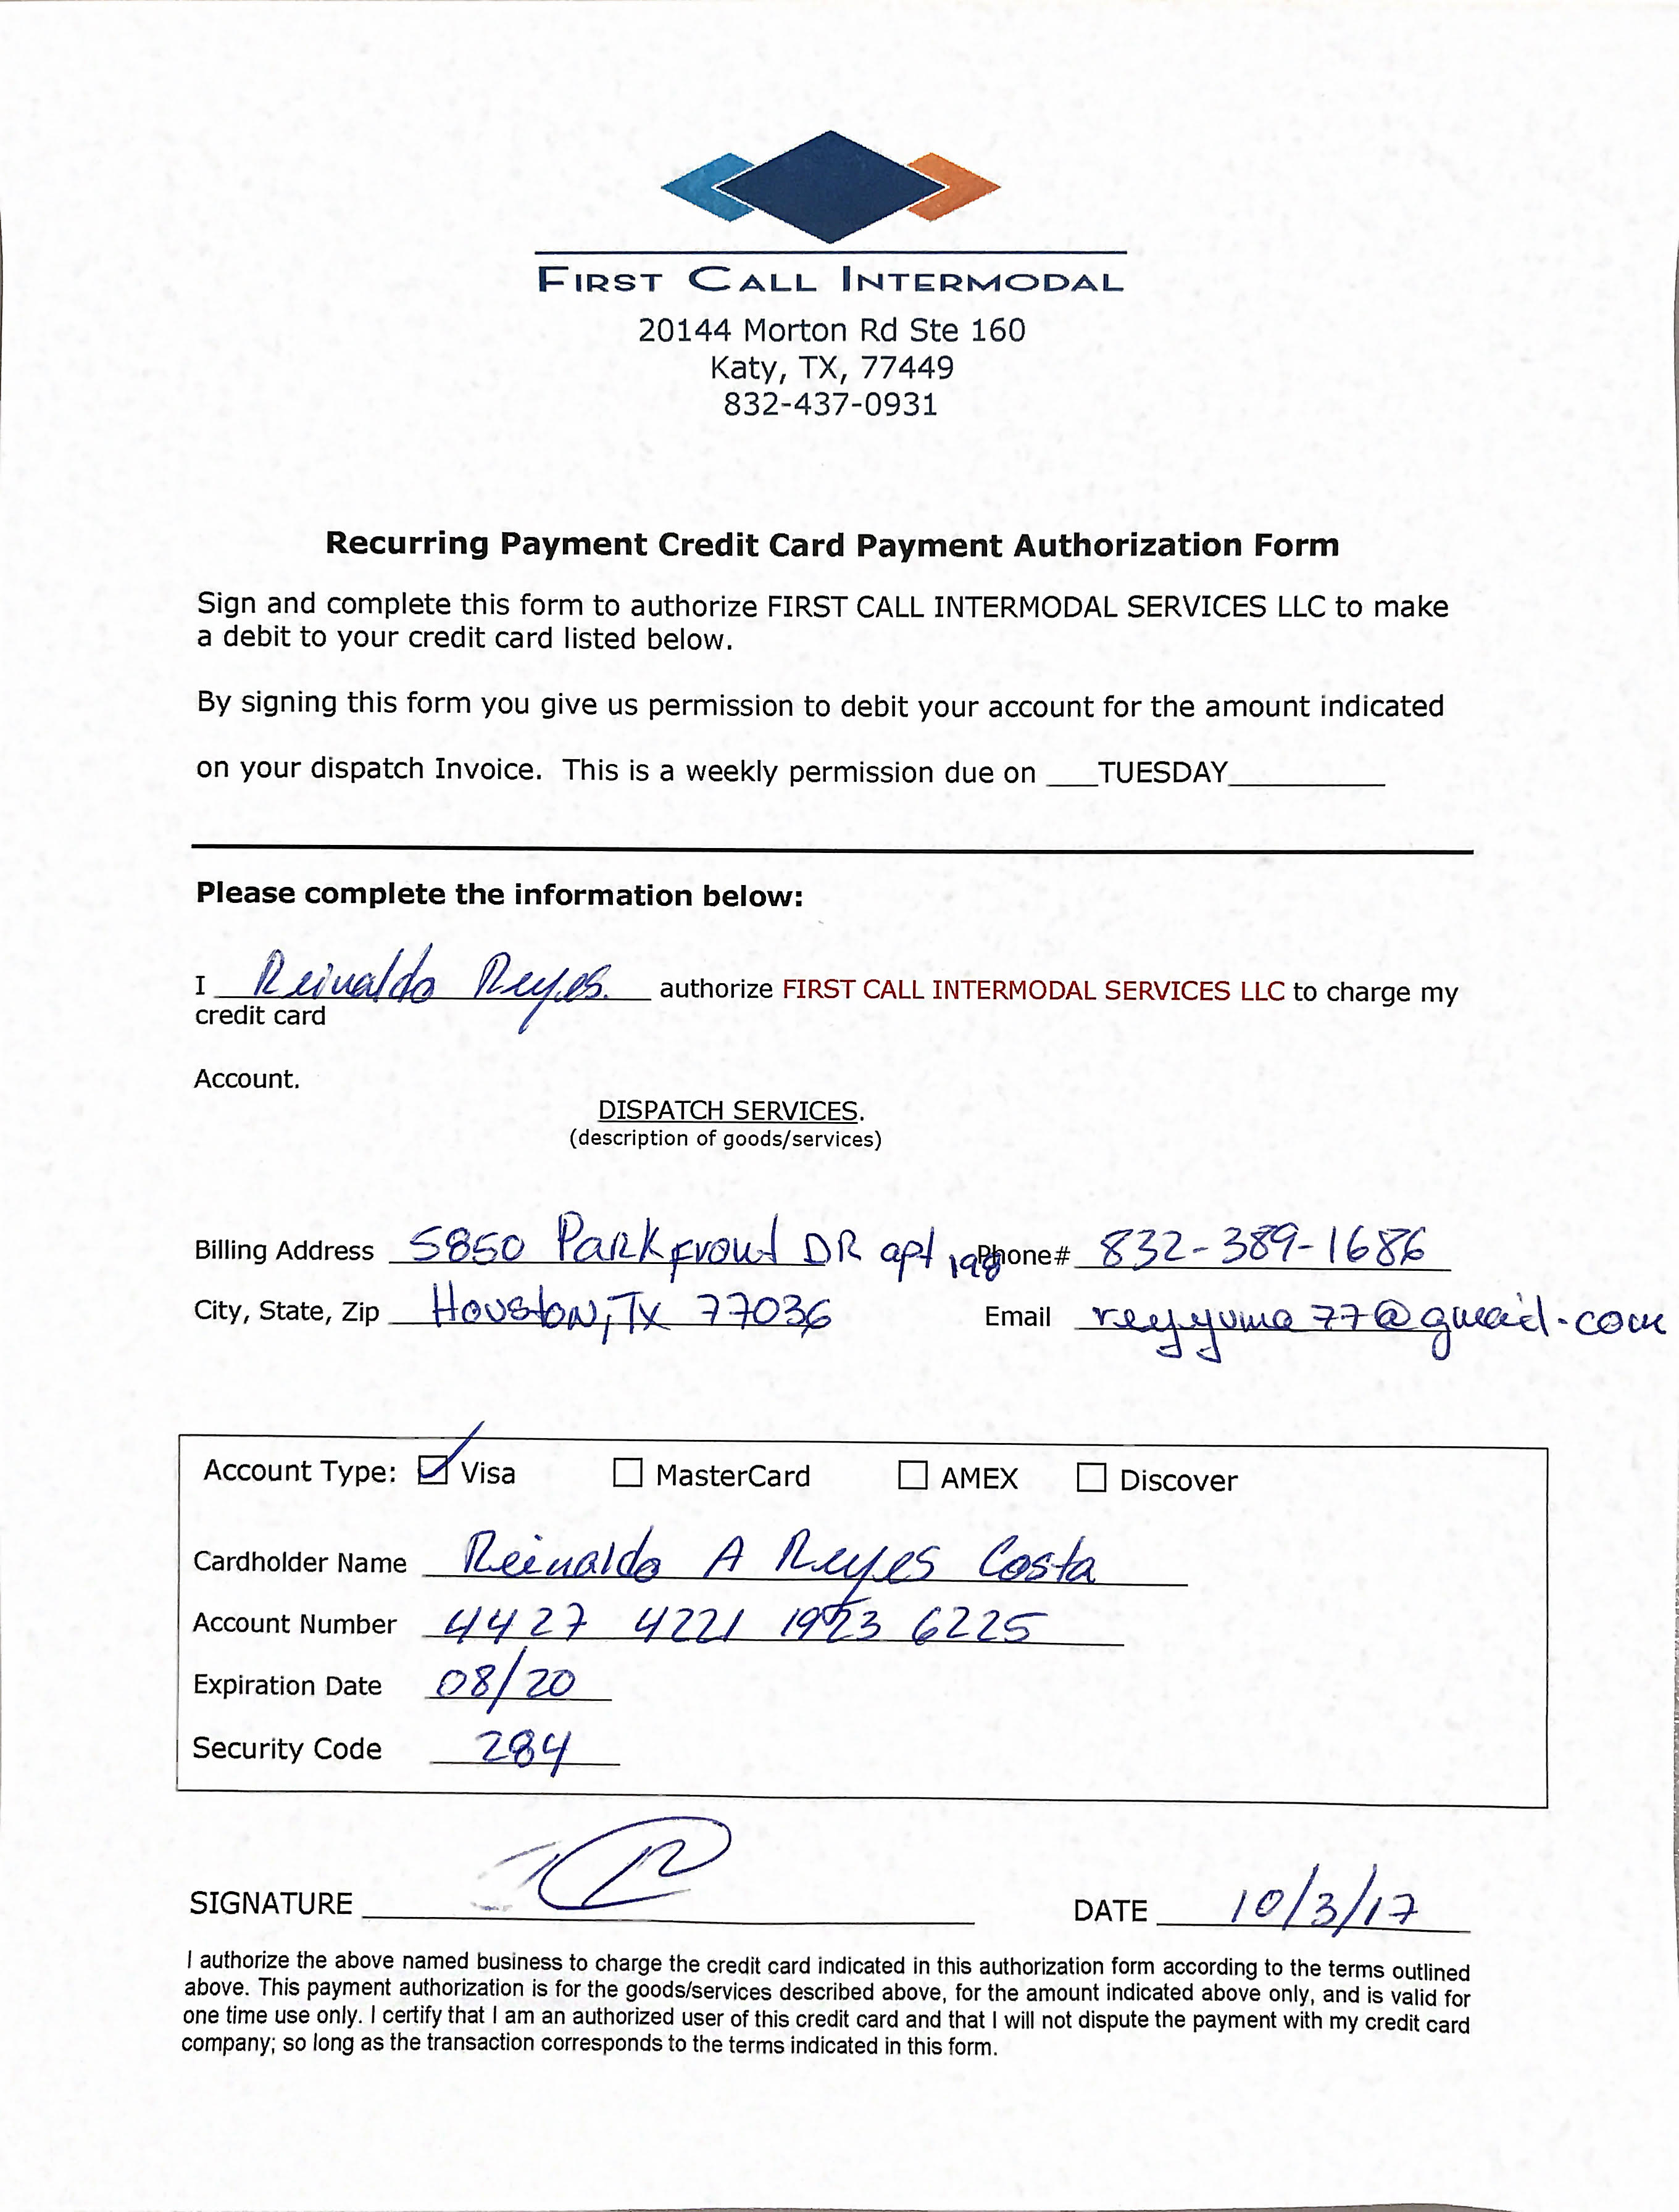 FIRST CALL INTERMODAL
20144 Morton Rd Ste 160
Katy, TX, 77449
832-437-0931
Recurring Payment Credit Card Payment Authorization Form
Sign and complete this form to authorize FIRST CALL INTERMODAL SERVICES LLC to make
a debit to your credit card listed below.
By signing this form you give us permission to debit your account for the amount indicated
on your dispatch Invoice. This is a weekly permission due on ___TUESDAY_________
Please complete the information below:
I Reinaldo Reyes. authorize FIRST CALL INTERMODAL SERVICES LLC to charge my
credit card
Account.
DISPATCH SERVICES.
(description of goods/services)
Billing Address 5850 Parkfront DR apt 198 Phone# 832-389-1686
City, State, Zip Houston, Tx 77036 Email reyyuma77@gmail.com
Account Type: Visa MasterCard AMEX Discover
Cardholder Name Reinaldo A Reyes Costa
Account Number 4427 4221 6225
Expiration Date 08/20
Security Code 284
SIGNATURE DATE 10/3/17
I authorize the above named business to charge the credit card indicated in this authorization form according to the terms outlined
above. This payment authorization is for the goods/services described above, for the amount indicated above only, and is valid for
one time use only. I certify that I am an authorized user of this credit card and that I will not dispute the payment with my credit card
company; so long as the transaction corresponds to the terms indicated in this form.